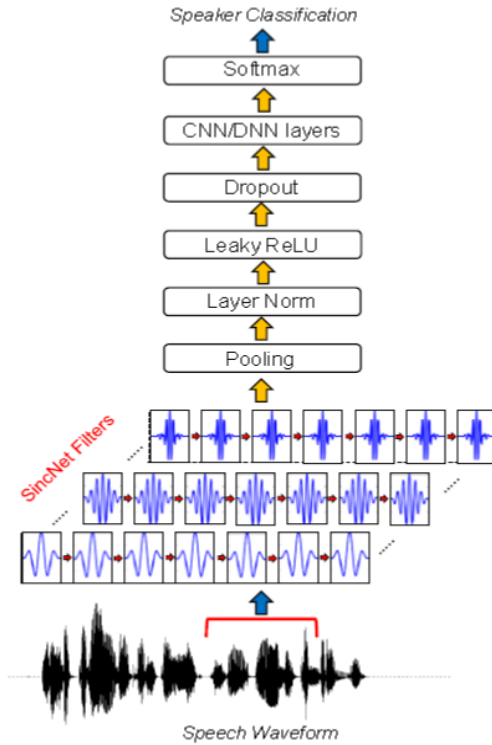 Speaker Classification
Softmax
CNN/DNN layers
Dropout
Leaky ReLU
Layer Norm
Pooling
SincNet Filters
Speech Waveform